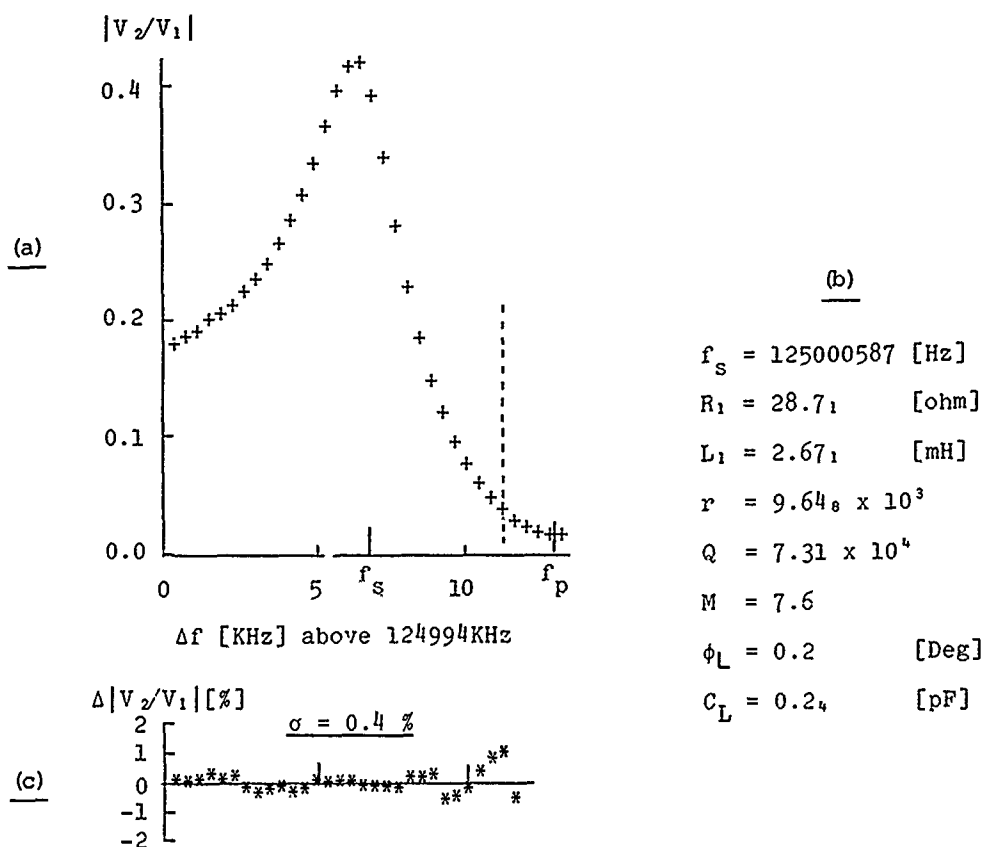 |V₂/V₁|
0.4
0.3
(a)
0.2
0.1
0.0
0 5 fₛ 10 fₚ
Δf [KHz] above 124994KHz
(b)
fₛ = 125000587 [Hz]
R₁ = 28.7₁ [ohm]
L₁ = 2.67₁ [mH]
r = 9.64₈ x 10³
Q = 7.31 x 10⁴
M = 7.6
ϕL = 0.2 [Deg]
CL = 0.2₄ [pF]
Δ|V₂/V₁|[%]
σ = 0.4 %
2
1
(c)
0
-1
-2